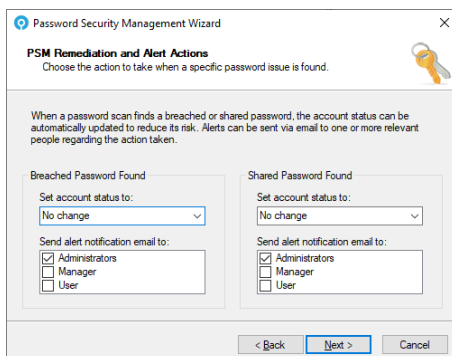 Password Security Management Wizard
PSM Remediation and Alert Actions
Choose the action to take when a specific password issue is found.
When a password scan finds a breached or shared password, the account status can be
automatically updated to reduce its risk. Alerts can be sent via email to one or more relevant
people regarding the action taken.
Breached Password Found
Set account status to:
No change
Send alert notification email to:
Administrators
Manager
User
Shared Password Found
Set account status to:
No change
Send alert notification email to:
Administrators
Manager
User
< Back
Next >
Cancel